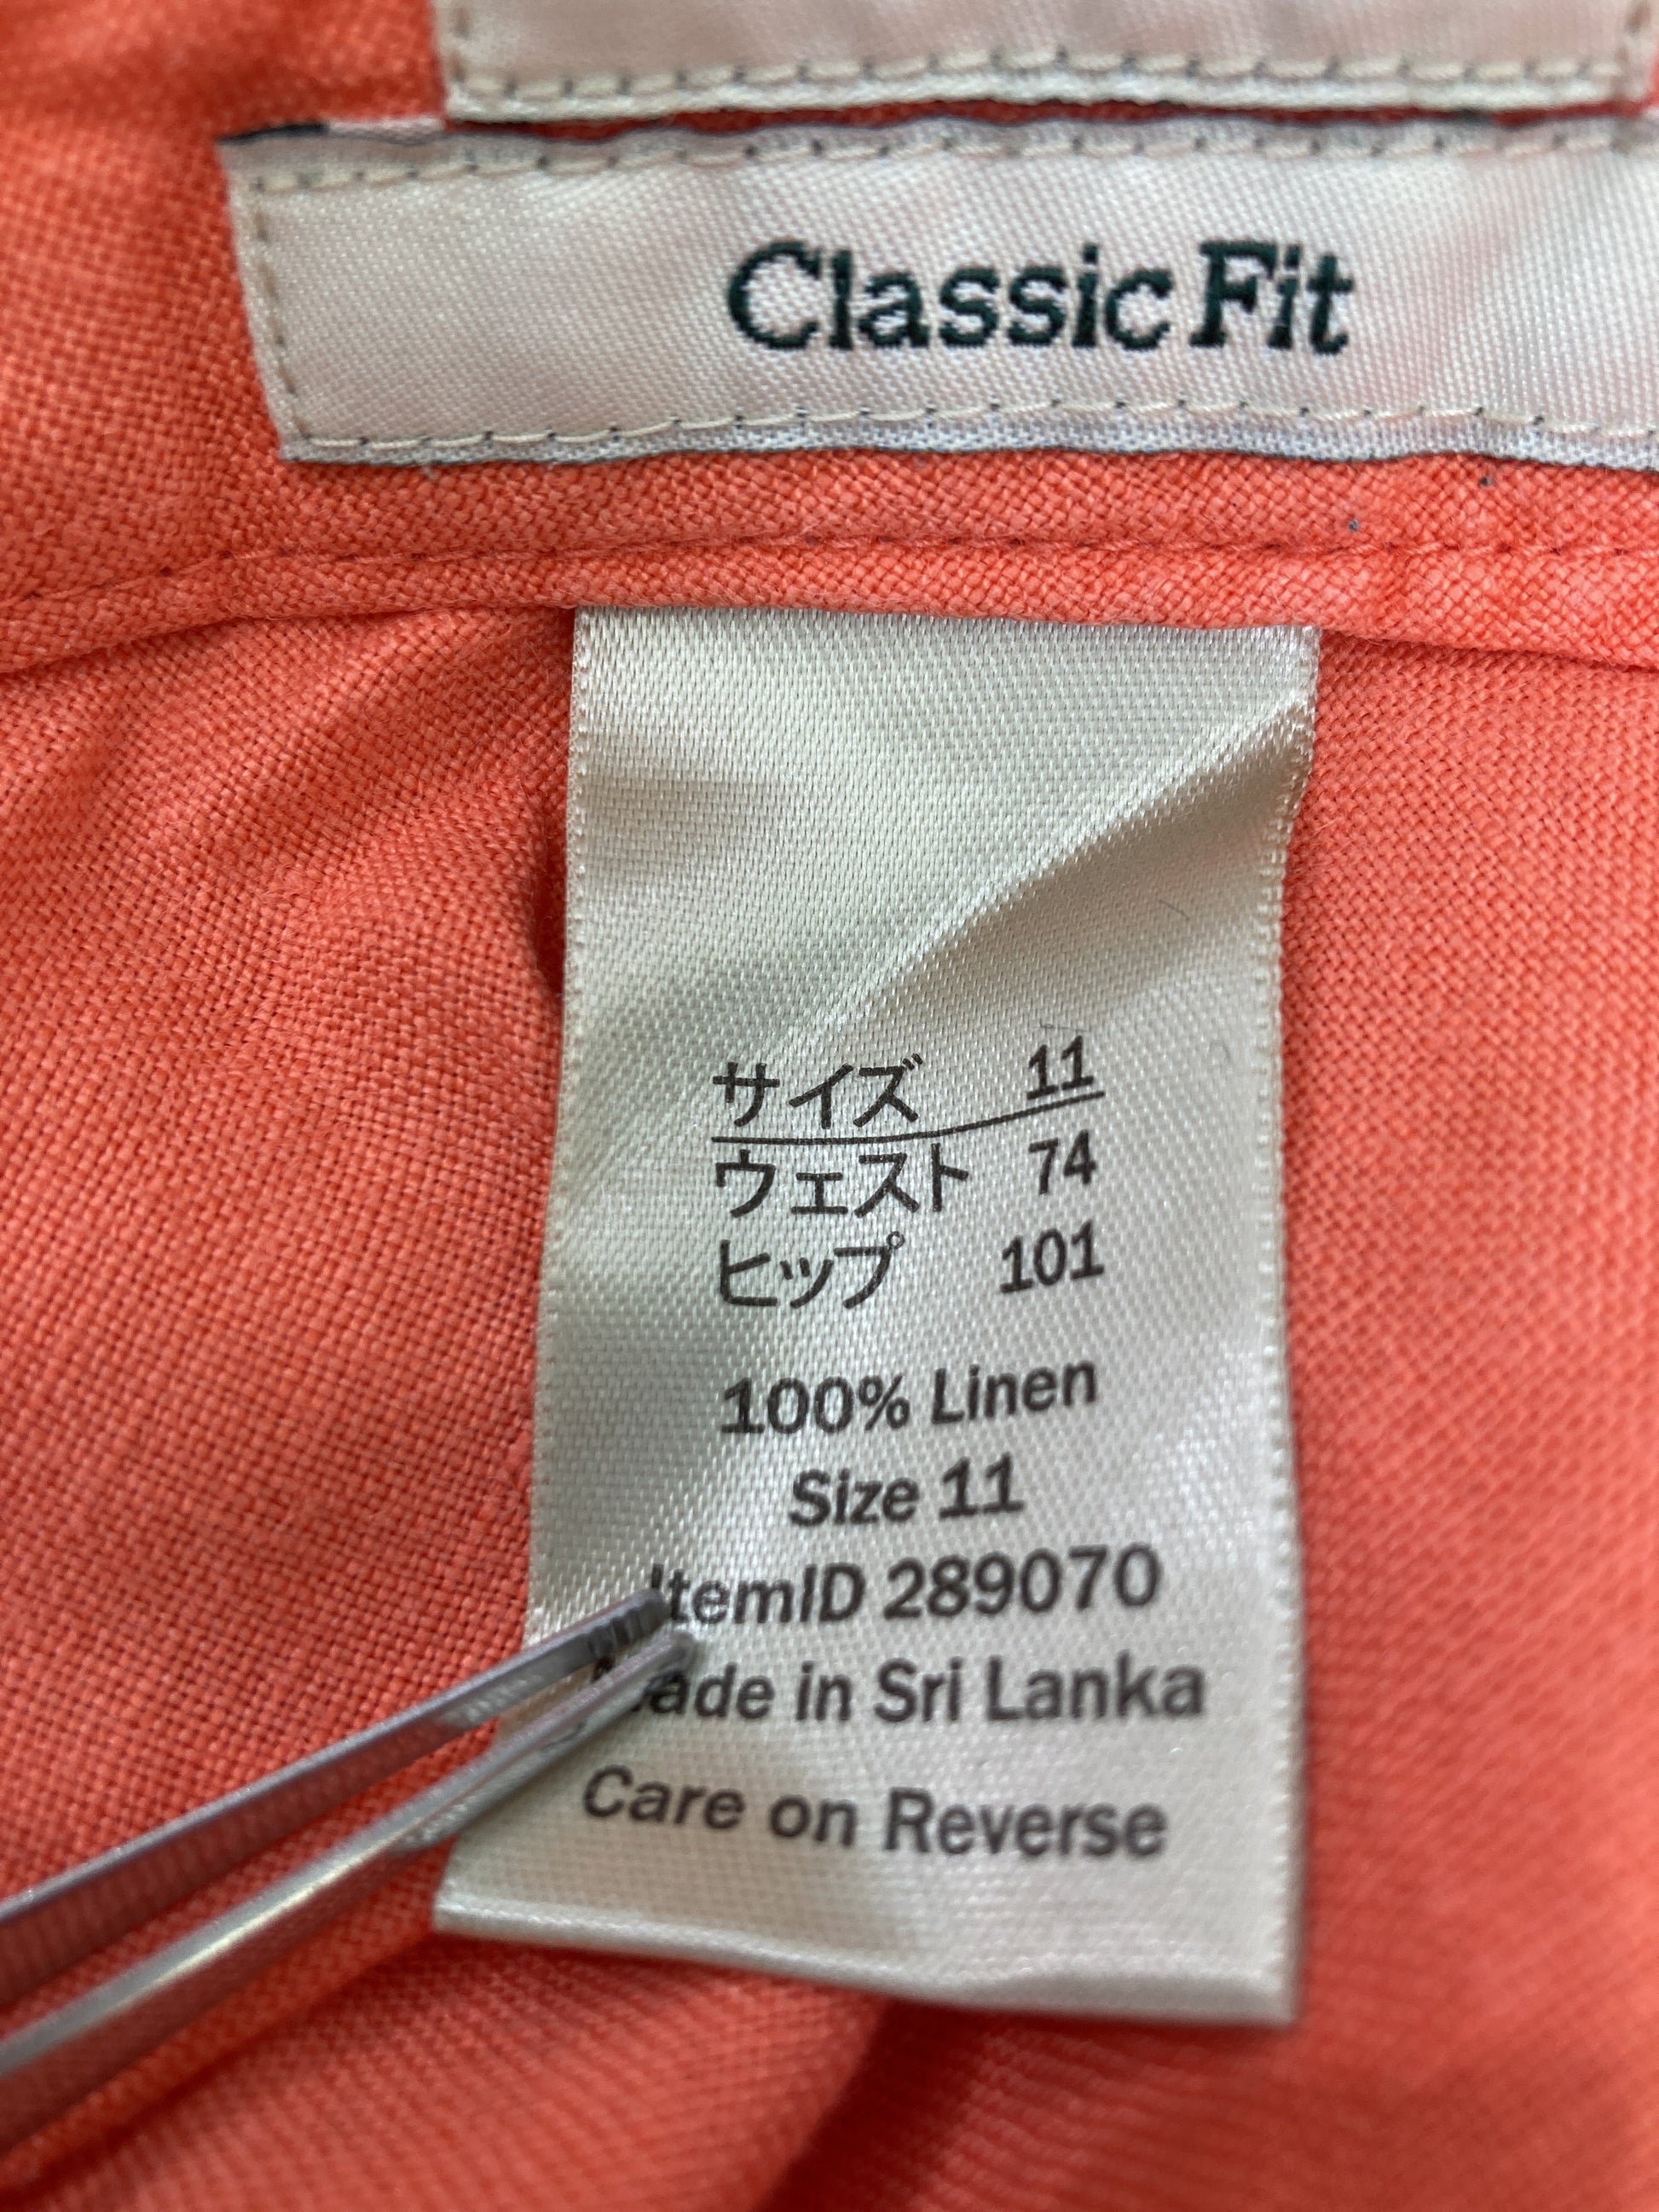 Classic Fit
サイズ 11
ウェスト 74
ヒップ 101
100% Linen
Size 11
ItemID 289070
Made in Sri Lanka
Care on Reverse